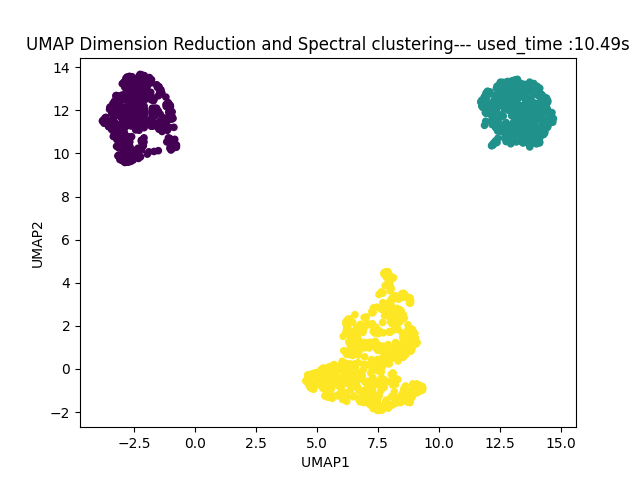 UMAP Dimension Reduction and Spectral clustering--- used_time :10.49s
14
12
10
8
6
4
2
0
−2
UMAP2
−2.5 0.0 2.5 5.0 7.5 10.0 12.5 15.0
UMAP1